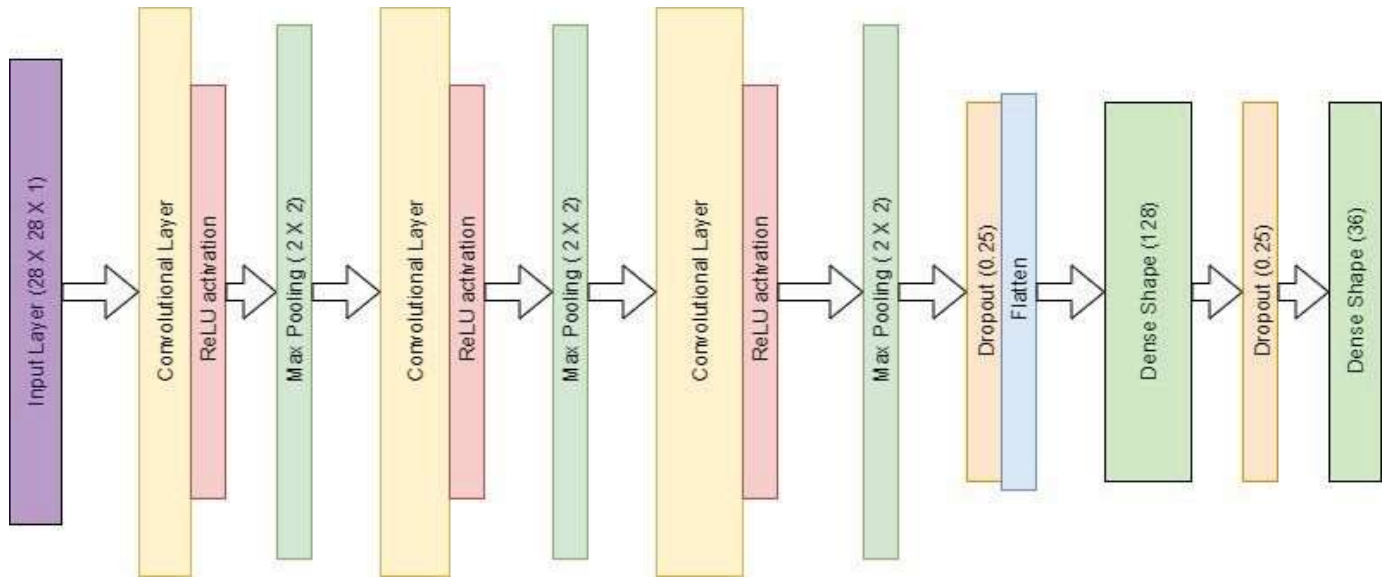 Input Layer (28 X 28 X 1)
Convolutional Layer
ReLU activation
Max Pooling ( 2 X 2)
Convolutional Layer
ReLU activation
Max Pooling ( 2 X 2)
Convolutional Layer
ReLU activation
Max Pooling ( 2 X 2)
Dropout (0.25)
Flatten
Dense Shape (128)
Dropout (0.25)
Dense Shape (36)